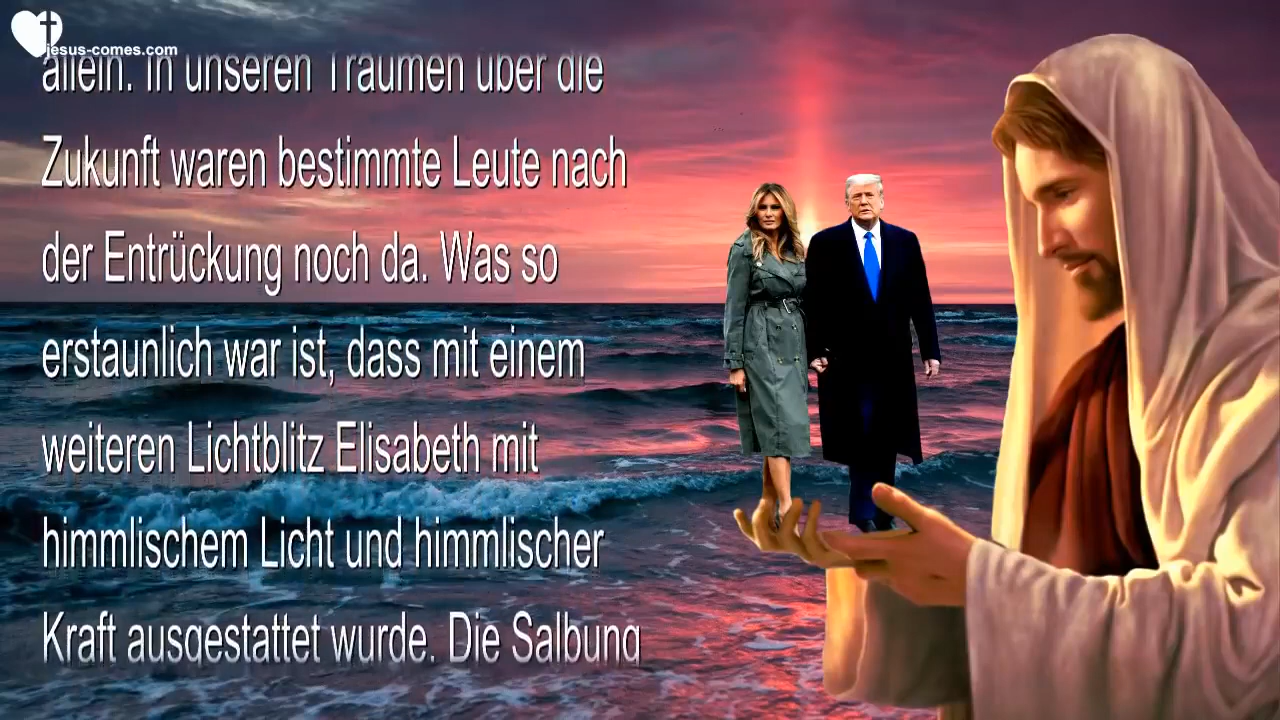 jesus-comes.com
allein. In unseren Träumen über die
Zukunft waren bestimmte Leute nach
der Entrückung noch da. Was so
erstaunlich war ist, dass mit einem
weiteren Lichtblitz Elisabeth mit
himmlischem Licht und himmlischer
Kraft ausgestattet wurde. Die Salbung